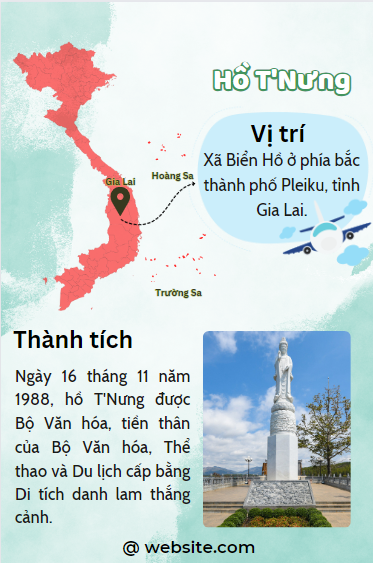 Hồ T'Nưng
Vị trí
Xã Biển Hồ ở phía bắc
thành phố Pleiku, tỉnh
Gia Lai.
Gia Lai
Hoàng Sa
Trường Sa
Thành tích
Ngày 16 tháng 11 năm
1988, hồ T'Nưng được
Bộ Văn hóa, tiền thân
của Bộ Văn hóa, Thể
thao và Du lịch cấp bằng
Di tích danh lam thắng
cảnh.
@ website.com